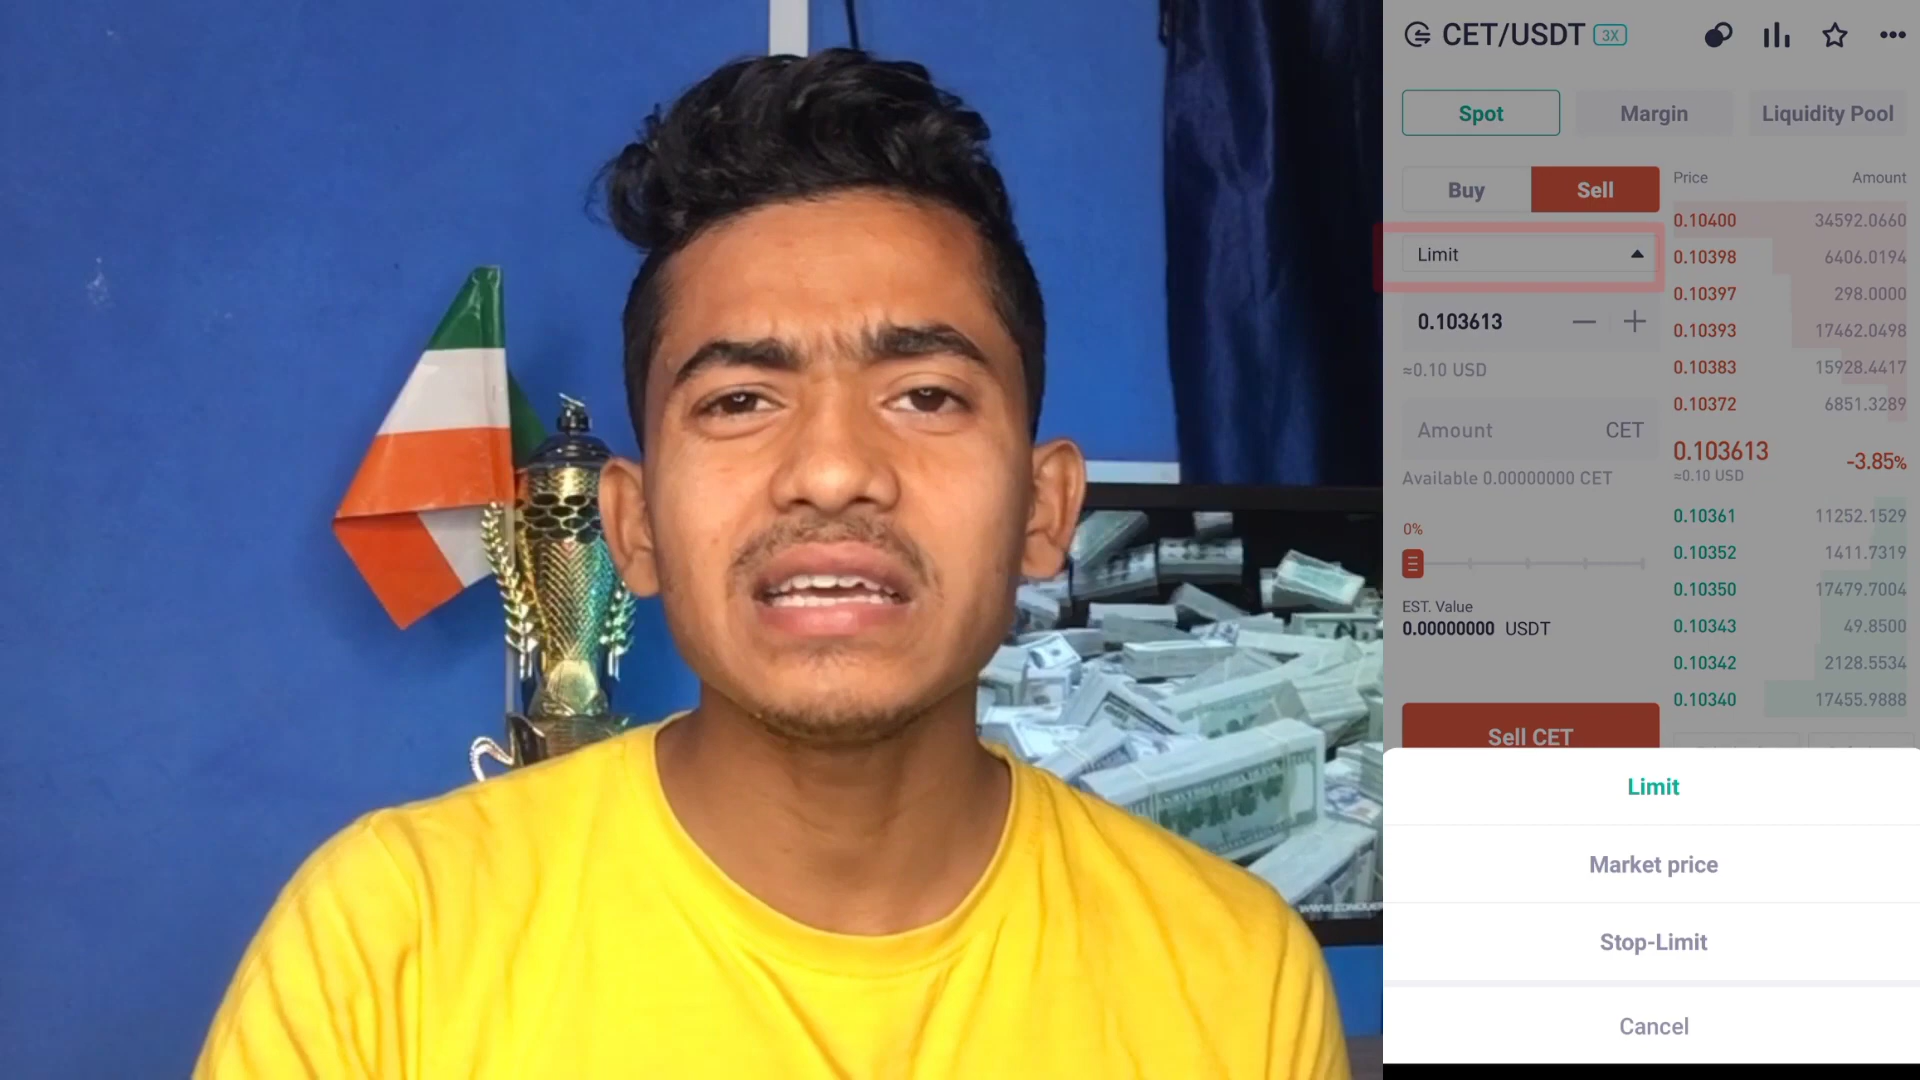 CET/USDT 3X
Spot Margin Liquidity Pool
Buy Sell
Price Amount
0.10400 34592.0660
Limit
0.10398 6406.0194
0.10397 298.0000
0.103613
0.10393 17462.0498
≈0.10 USD
0.10383 15928.4417
0.10372 6851.3289
Amount CET
0.103613 -3.85%
≈0.10 USD
Available 0.00000000 CET
0.10361 11252.1529
0%
0.10352 1411.7319
0.10350 17479.7004
EST. Value
0.00000000 USDT
0.10343 49.8500
0.10342 2128.5534
0.10340 17455.9888
Sell CET
Limit
Market price
Stop-Limit
Cancel